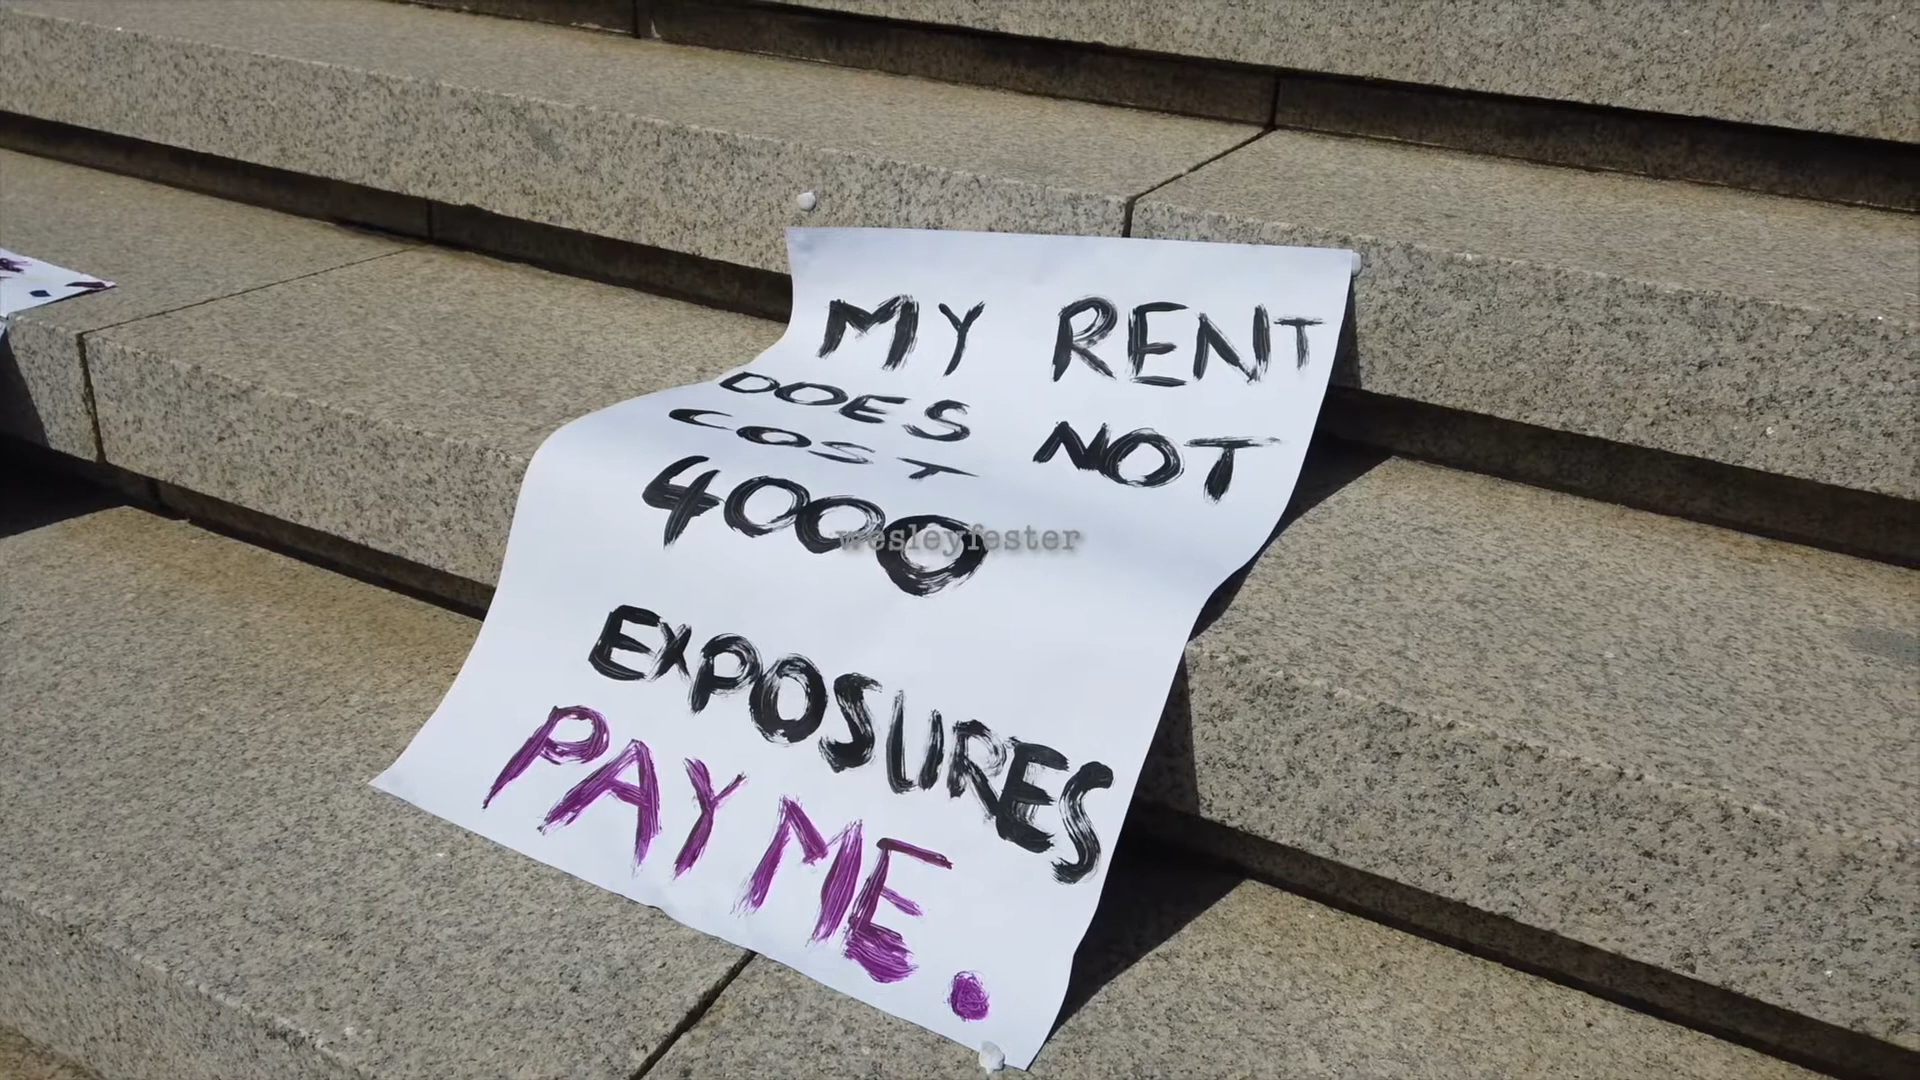 MY RENT
DOES NOT
COST
4000
EXPOSURES
PAY ME.
wesleyfester